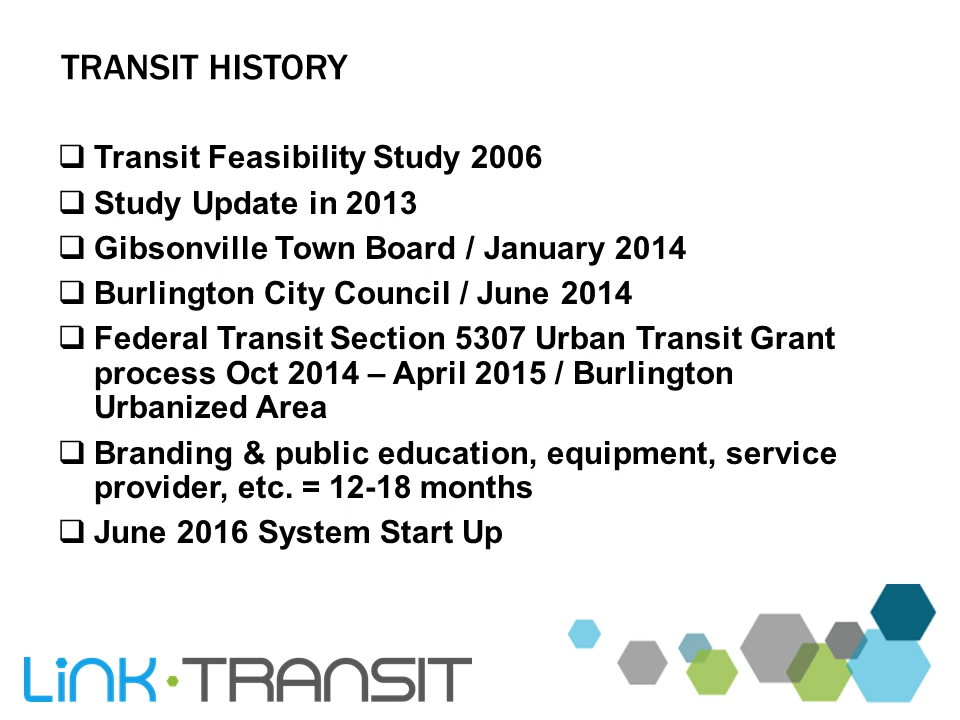 TRANSIT HISTORY
Transit Feasibility Study 2006
Study Update in 2013
Gibsonville Town Board / January 2014
Burlington City Council / June 2014
Federal Transit Section 5307 Urban Transit Grant
process Oct 2014 – April 2015 / Burlington
Urbanized Area
Branding & public education, equipment, service
provider, etc. = 12-18 months
June 2016 System Start Up
LiNK·TRANSIT